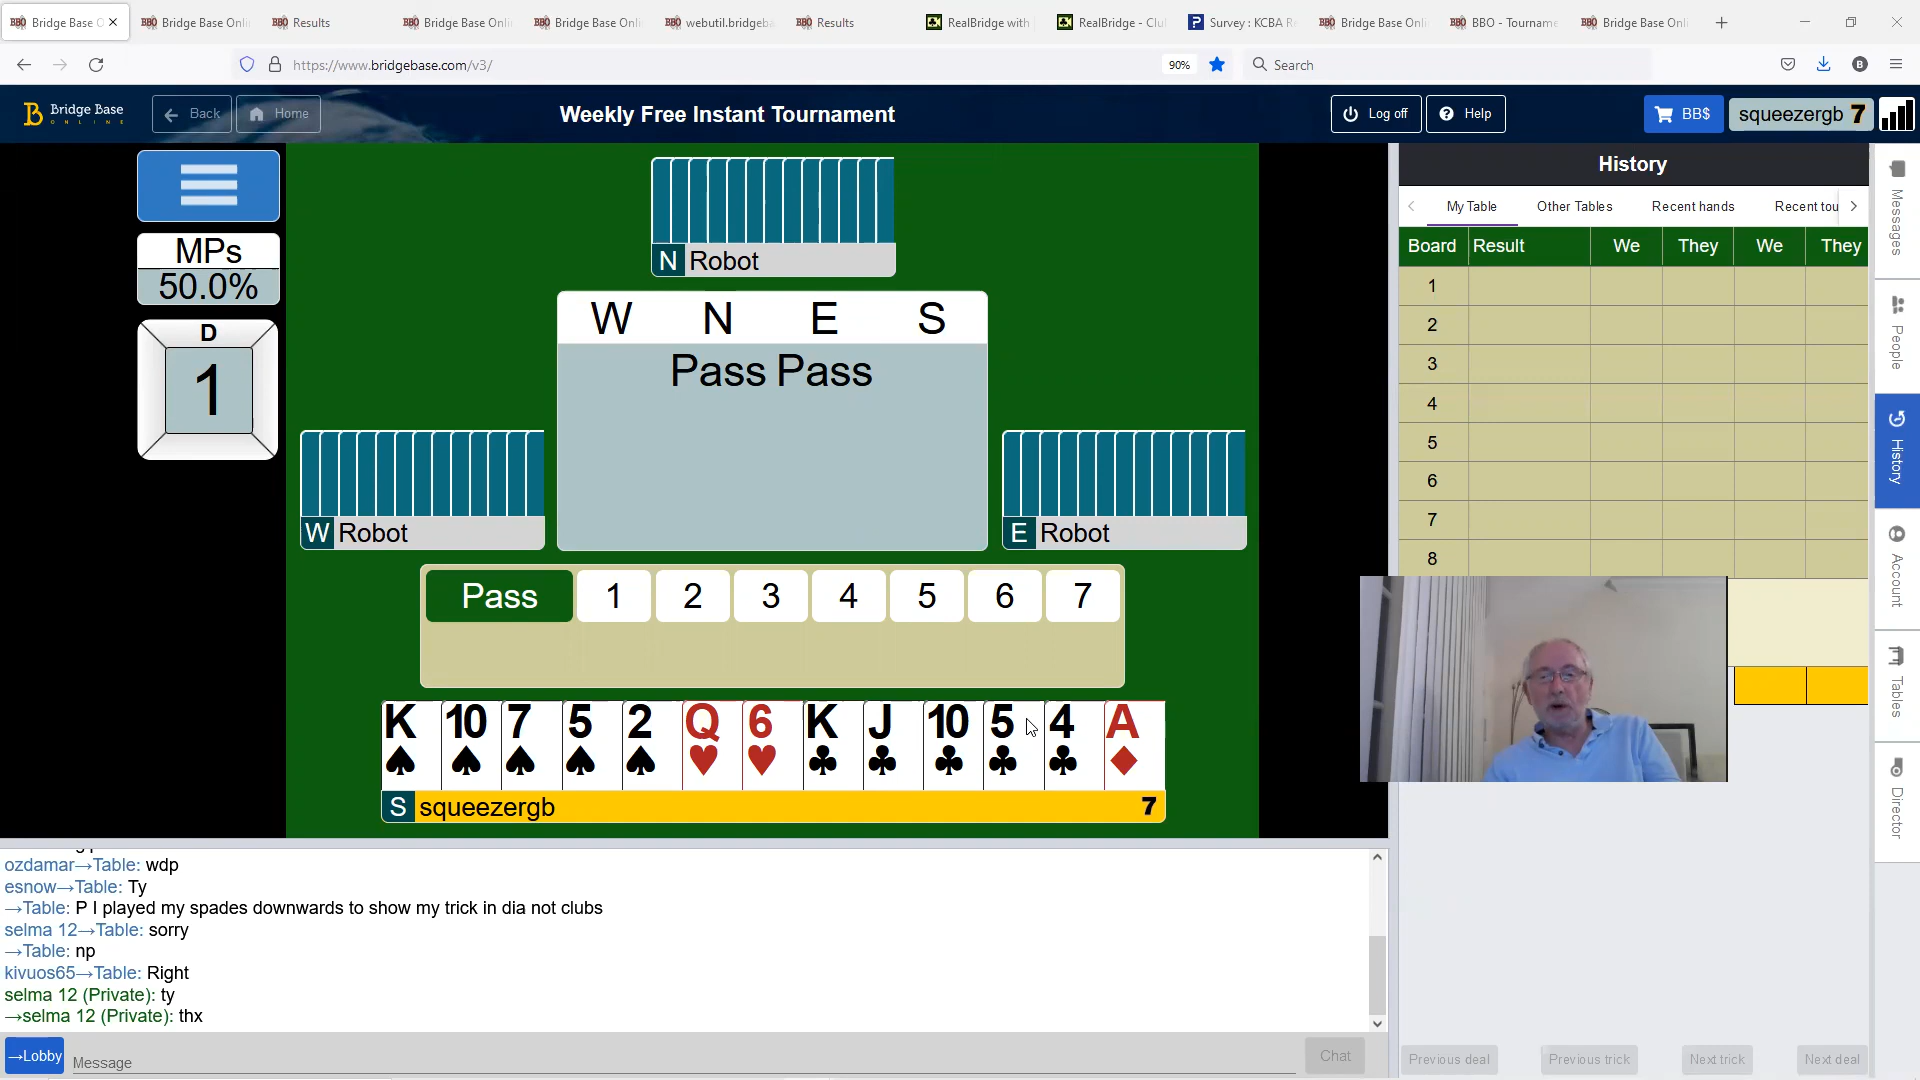 Bridge Base O
Bridge Base Onli
Results
Bridge Base Onli
Bridge Base Onli
webutil.bridgeba
Results
RealBridge with
RealBridge - Clu
Survey : KCBA Re
Bridge Base Onli
BBO - Tourname
Bridge Base Onli
https://www.bridgebase.com/v3/
90%
Search
B
Bridge Base
ONLINE
Back
Home
Weekly Free Instant Tournament
Log off
Help
BB$
squeezergb 7
MPs
50.0%
D
1
N Robot
W N E S
Pass Pass
W Robot
E Robot
Pass 1 2 3 4 5 6 7
K 10 7 5 2 Q 6 K J 10 5 4 A
♠ ♠ ♠ ♠ ♠ ♥ ♥ ♣ ♣ ♣ ♣ ♣ ♦
S squeezergb 7
History
My Table Other Tables Recent hands Recent tou
Board Result We They We They
1
2
3
4
5
6
7
8
Messages
People
History
Account
Tables
Director
ozdamar→Table: wdp
esnow→Table: Ty
→Table: P I played my spades downwards to show my trick in dia not clubs
selma 12→Table: sorry
→Table: np
kivuos65→Table: Right
selma 12 (Private): ty
→selma 12 (Private): thx
→Lobby
Message
Chat
Previous deal Previous trick Next trick Next deal